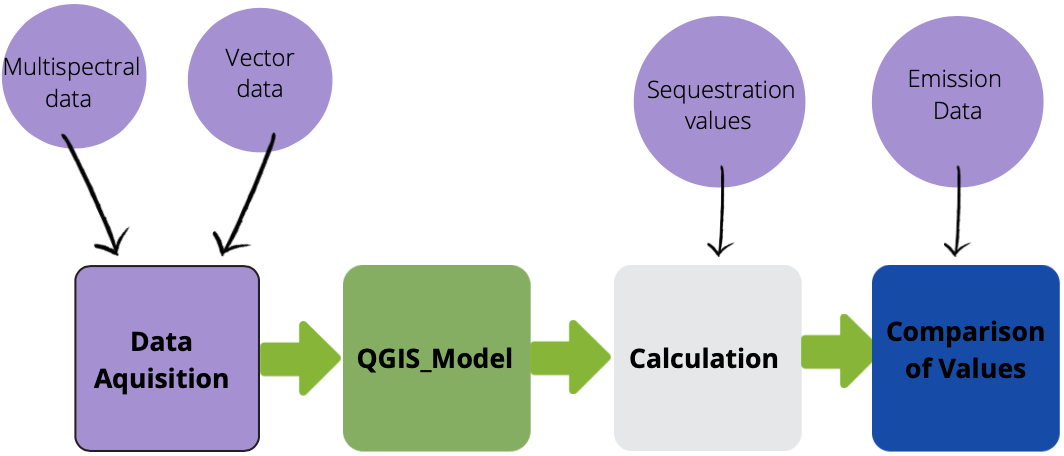 Multispectral
data
Vector
data
Sequestration
values
Emission
Data
Data
Aquisition
QGIS_Model
Calculation
Comparison
of Values